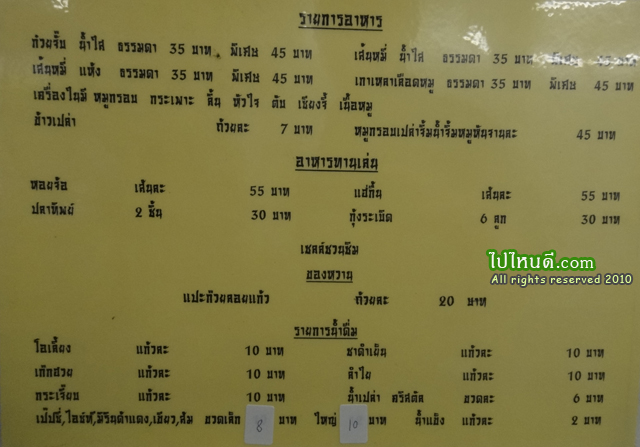 รายการอาหาร
ก๋วยจั๊บ น้ำใส ธรรมดา 35 บาท พิเศษ 45 บาท เส้นหมี่ น้ำใส ธรรมดา 35 บาท พิเศษ 45 บาท
เส้นหมี่ แห้ง ธรรมดา 35 บาท พิเศษ 45 บาท เกาเหลาเลือดหมู ธรรมดา 35 บาท พิเศษ 45 บาท
เครื่องในมี หมูกรอบ กระเพาะ ลิ้น หัวใจ ตับ เซี่ยงจี้ เนื้อหมู
ข้าวเปล่า ถ้วยละ 7 บาท หมูกรอบเปล่าจิ้มน้ำจิ้มหมูหันจานละ 45 บาท
อาหารทานเล่น
หอยจ้อ เส้นละ 55 บาท แฮ่กึ้น เส้นละ 55 บาท
ปลาทิพย์ 2 ชิ้น 30 บาท กุ้งระเบิด 6 ลูก 30 บาท
เชลล์ชวนชิม
ไปไหนดี.com
All rights reserved 2010
ของหวาน
แปะก๊วยลอยแก้ว ถ้วยละ 20 บาท
รายการน้ำดื่ม
โอเลี้ยง แก้วละ 10 บาท ชาดำเย็น แก้วละ 10 บาท
เก๊กฮวย แก้วละ 10 บาท ลำไย แก้วละ 10 บาท
กระเจี๊ยบ แก้วละ 10 บาท น้ำเปล่า คริสตัล ขวดละ 6 บาท
เป๊ปซี่,ไฮซ์ท์,มิรินด้าแดง,เขียว,ส้ม ขวดเล็ก 8 บาท ใหญ่ 10 บาท น้ำแข็ง แก้วละ 2 บาท